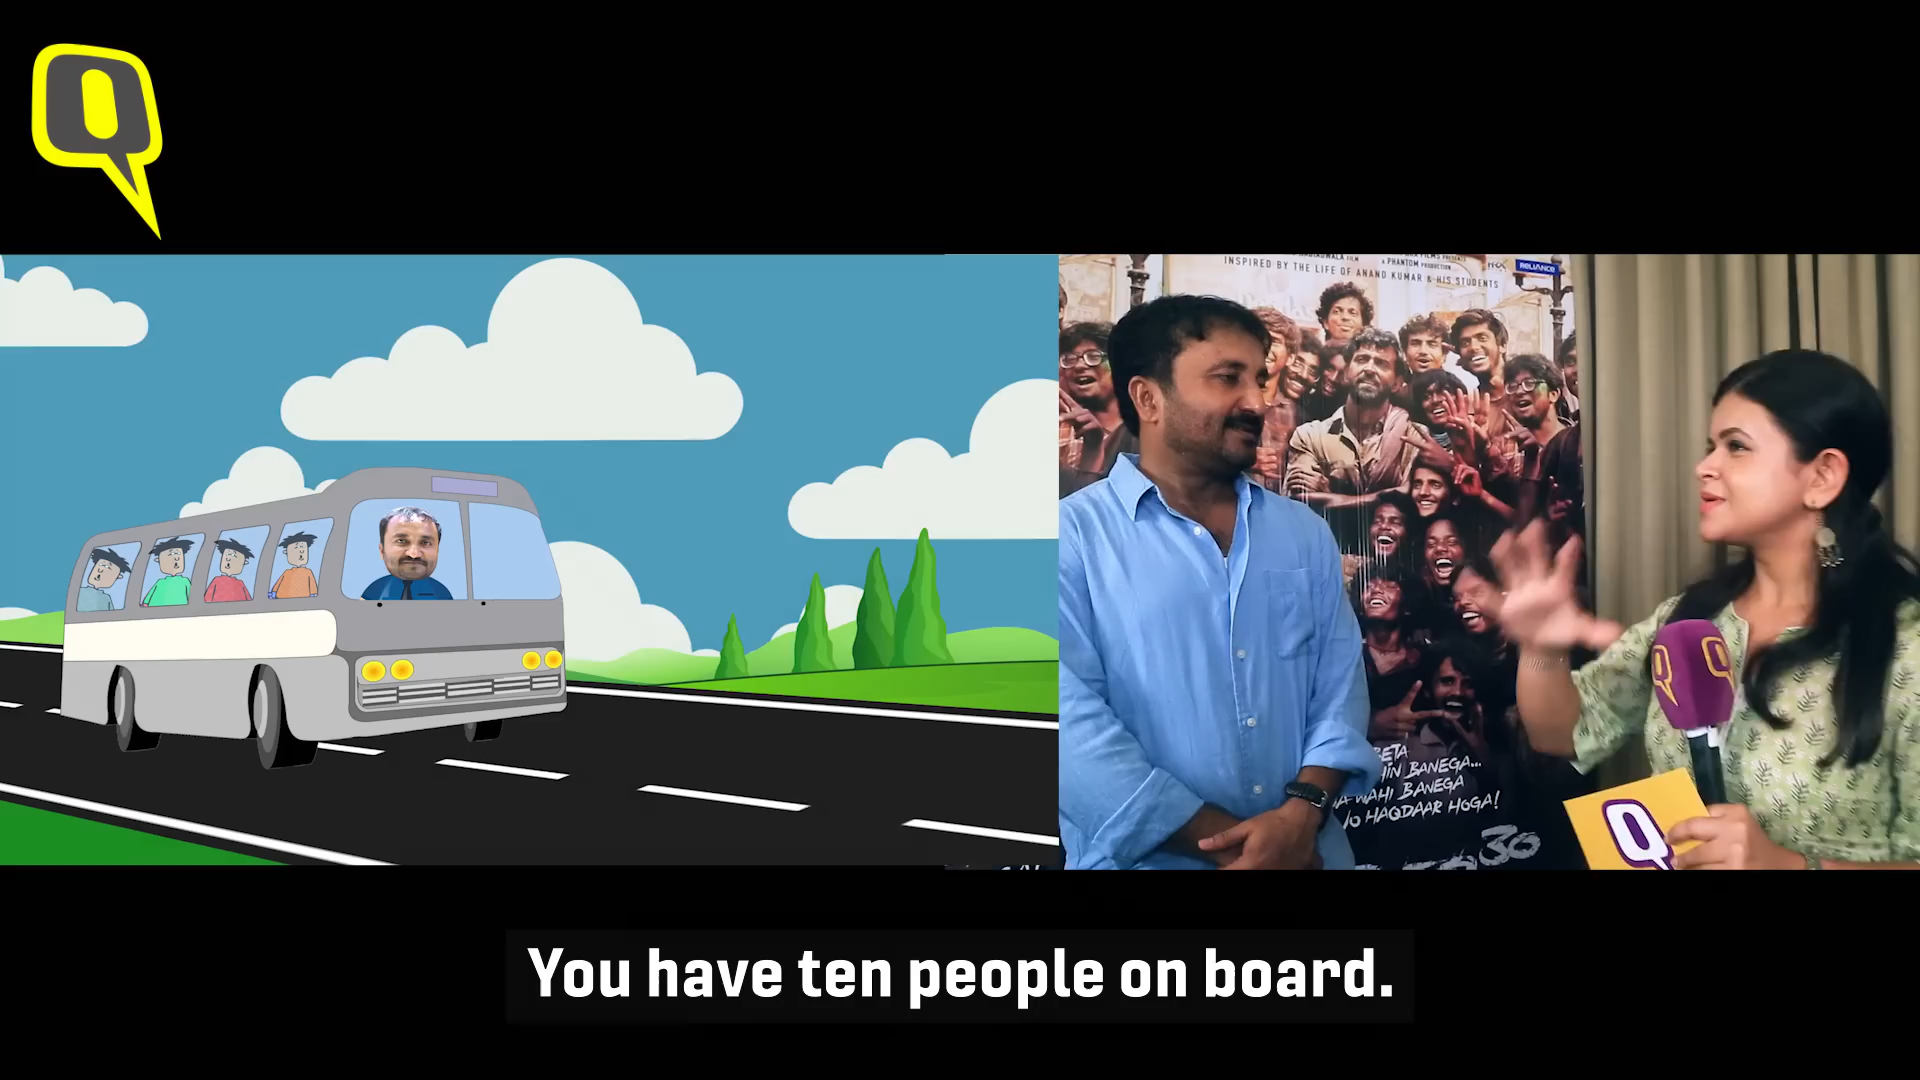 Q
A PHANTOM PRODUCTION
RELIANCE
INSPIRED BY THE LIFE OF ANAND KUMAR & HIS STUDENTS
BETA
BANEGA...
WAHI BANEGA
JO HAQDAAR HOGA!
30
Q
Q
Q
You have ten people on board.